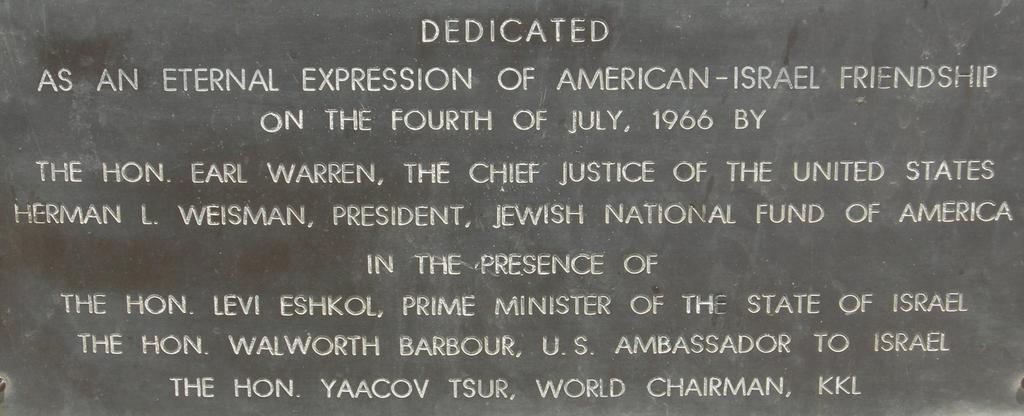 DEDICATED
AS AN ETERNAL EXPRESSION OF AMERICAN-ISRAEL FRIENDSHIP
ON THE FOURTH OF JULY, 1966 BY
THE HON. EARL WARREN, THE CHIEF JUSTICE OF THE UNITED STATES
HERMAN L. WEISMAN, PRESIDENT, JEWISH NATIONAL FUND OF AMERICA
IN THE PRESENCE OF
THE HON. LEVI ESHKOL, PRIME MINISTER OF THE STATE OF ISRAEL
THE HON. WALWORTH BARBOUR, U.S. AMBASSADOR TO ISRAEL
THE HON. YAACOV TSUR, WORLD CHAIRMAN, KKL